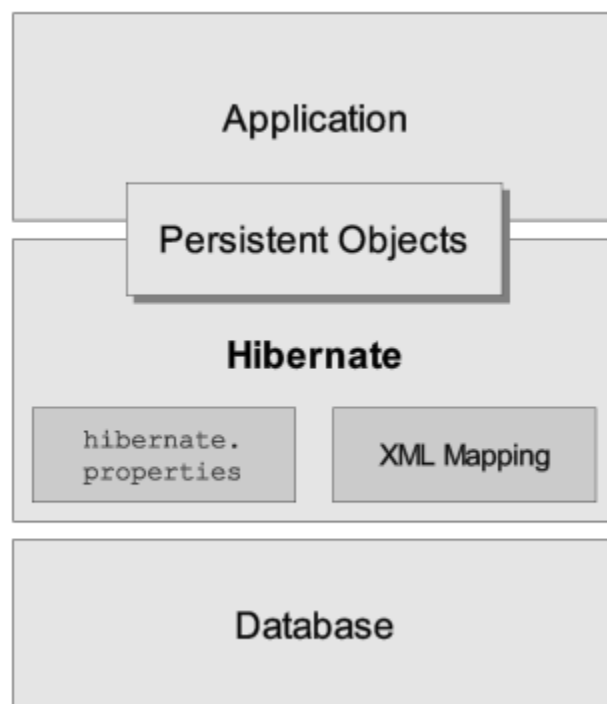 Application
Persistent Objects
Hibernate
hibernate.
properties
XML Mapping
Database